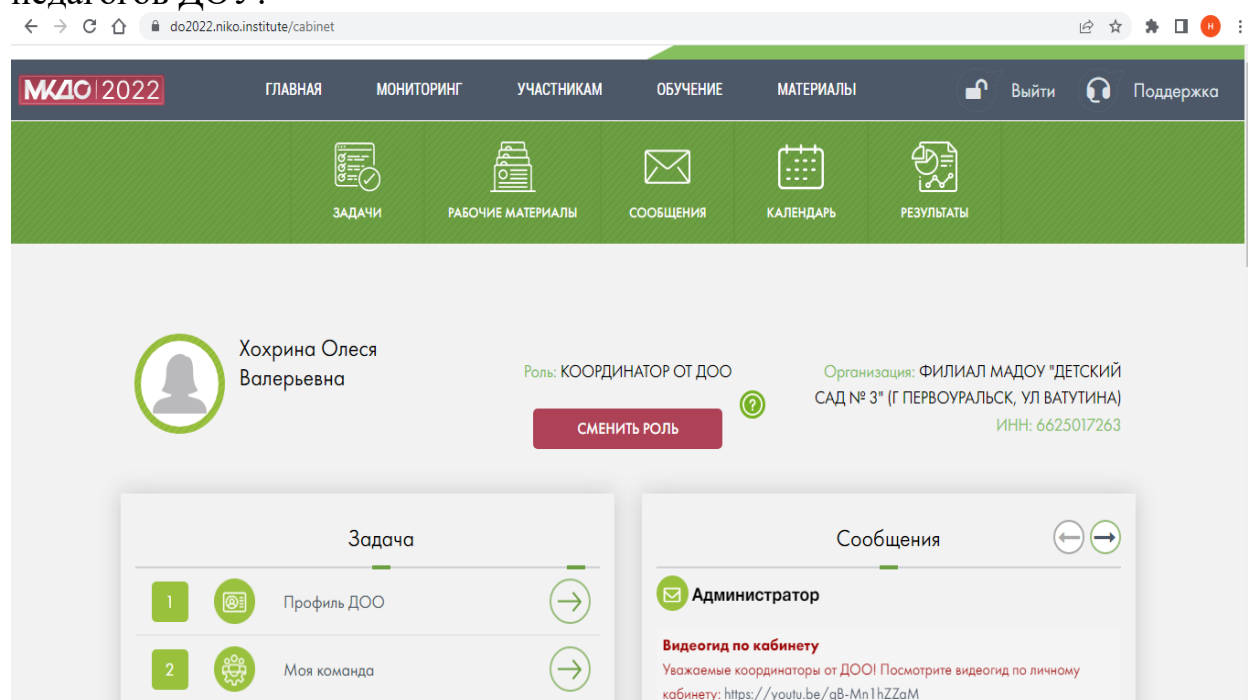 педагогов ДОУ.
do2022.niko.institute/cabinet
Н
МКДО 2022 ГЛАВНАЯ МОНИТОРИНГ УЧАСТНИКАМ ОБУЧЕНИЕ МАТЕРИАЛЫ Выйти Поддержка
ЗАДАЧИ РАБОЧИЕ МАТЕРИАЛЫ СООБЩЕНИЯ КАЛЕНДАРЬ РЕЗУЛЬТАТЫ
Хохрина Олеся
Валерьевна
Роль: КООРДИНАТОР ОТ ДОО
?
СМЕНИТЬ РОЛЬ
Организация: ФИЛИАЛ МАДОУ "ДЕТСКИЙ
САД № 3" (Г ПЕРВОУРАЛЬСК, УЛ ВАТУТИНА)
ИНН: 6625017263
Задача
1 Профиль ДОО
2 Моя команда
Сообщения
Администратор
Видеогид по кабинету
Уважаемые координаторы от ДОО! Посмотрите видеогид по личному
кабинету: https://youtu.be/gB-Mn1hZZaM